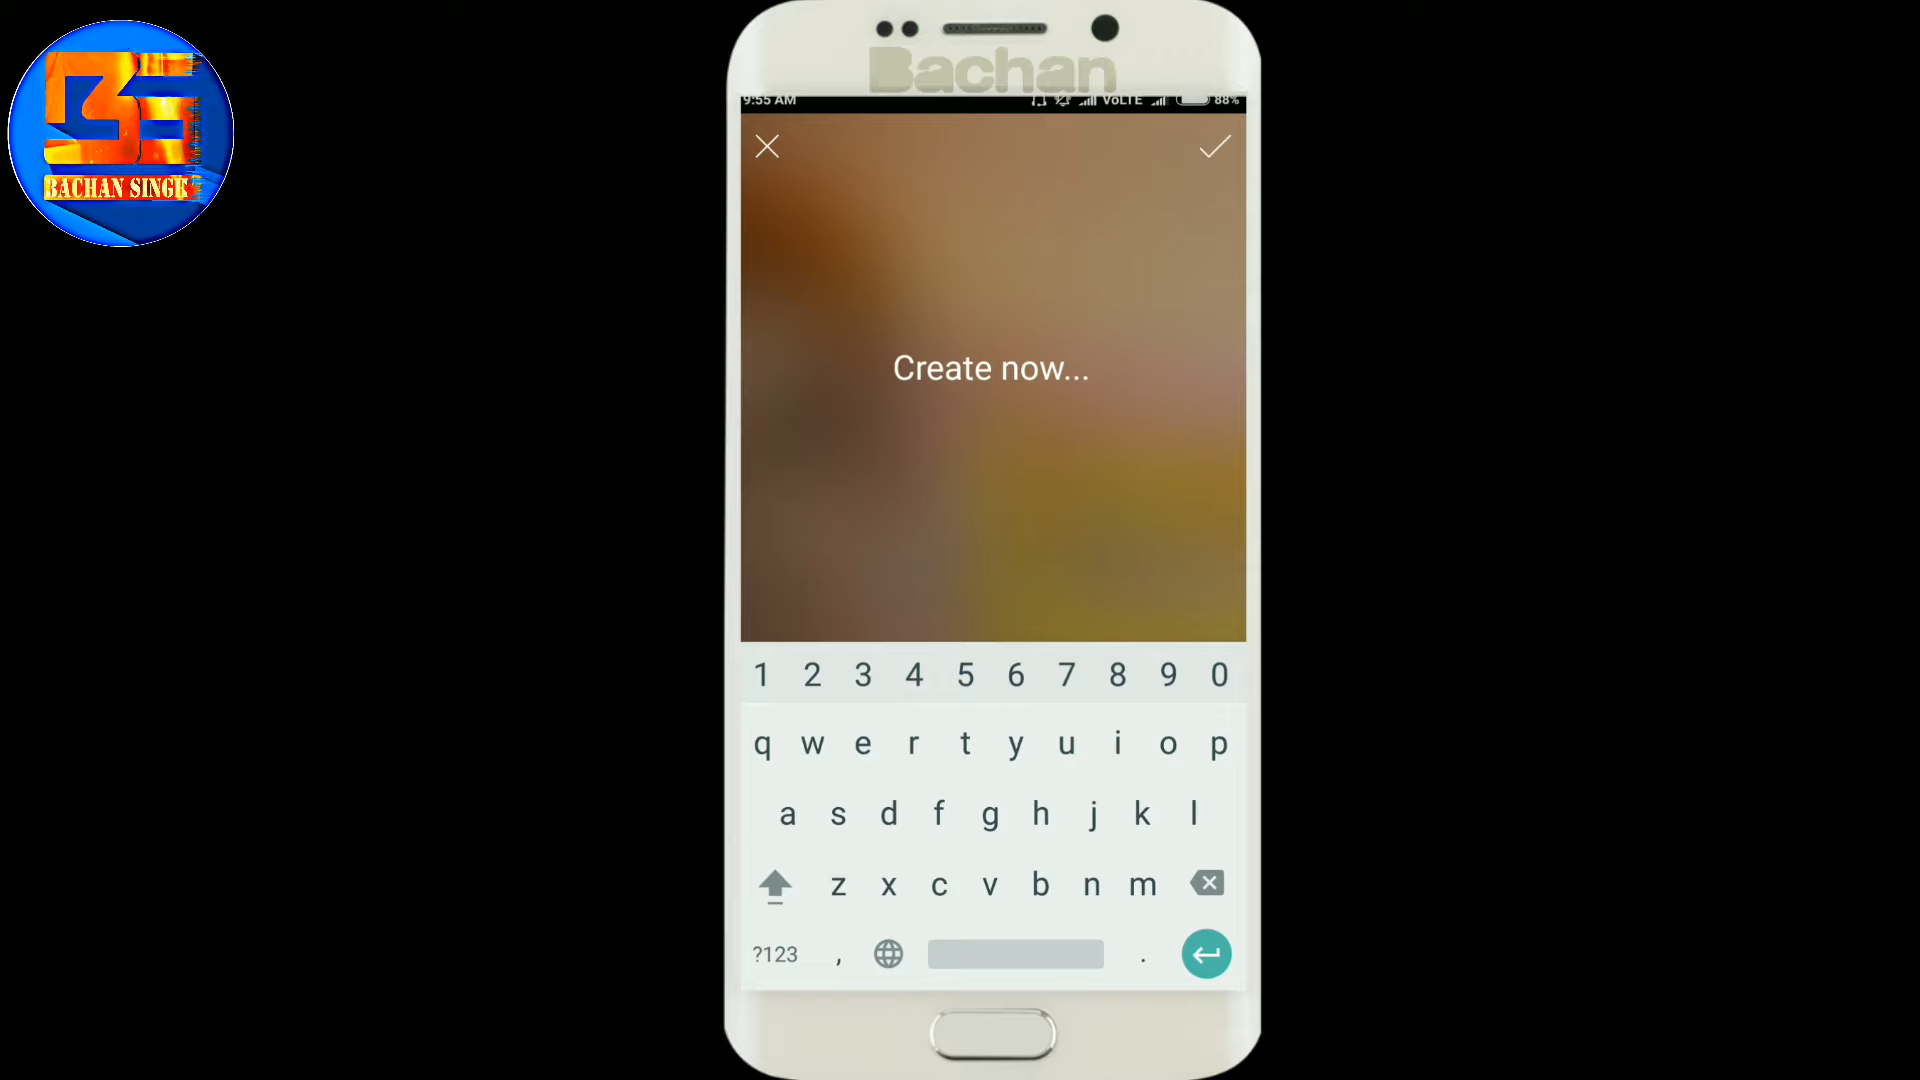 Bachan
BACHAN SINGH
9:55 AM VoLTE 88%
Create now...
1 2 3 4 5 6 7 8 9 0
q w e r t y u i o p
a s d f g h j k l
z x c v b n m
?123 , .